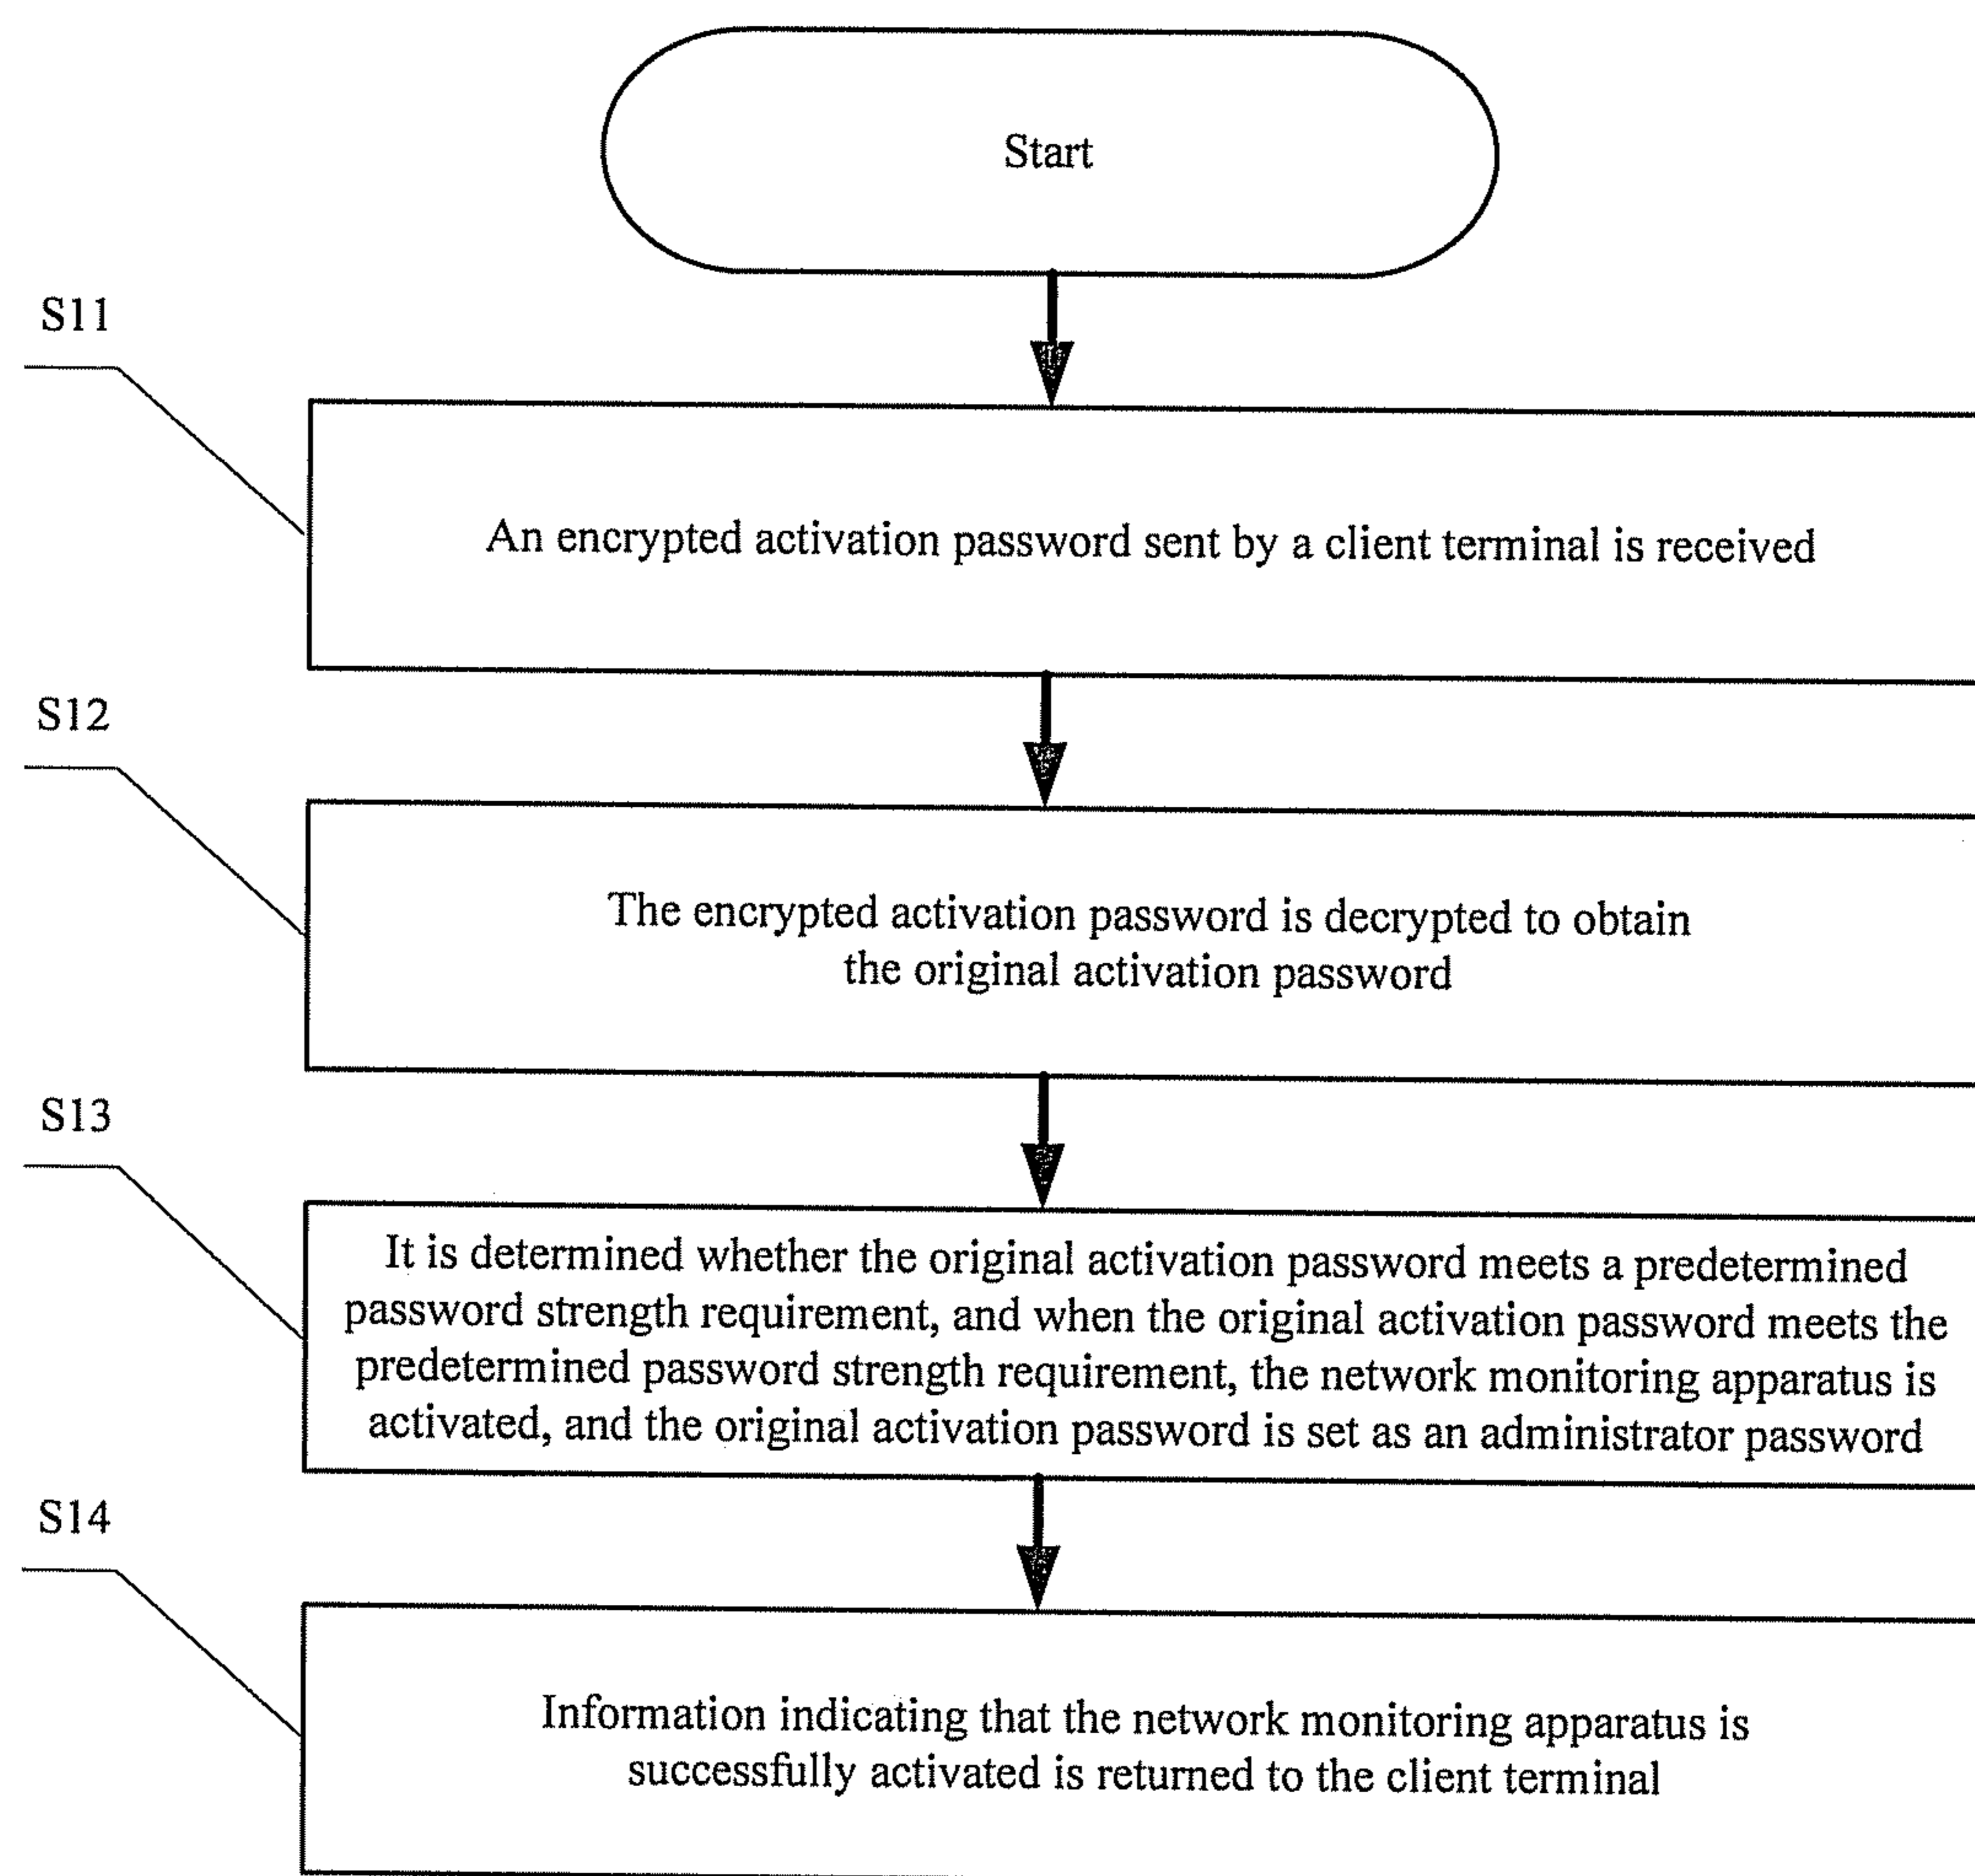 Start
S11
An encrypted activation password sent by a client terminal is received
S12
The encrypted activation password is decrypted to obtain
the original activation password
S13
It is determined whether the original activation password meets a predetermined
password strength requirement, and when the original activation password meets the
predetermined password strength requirement, the network monitoring apparatus is
activated, and the original activation password is set as an administrator password
S14
Information indicating that the network monitoring apparatus is
successfully activated is returned to the client terminal